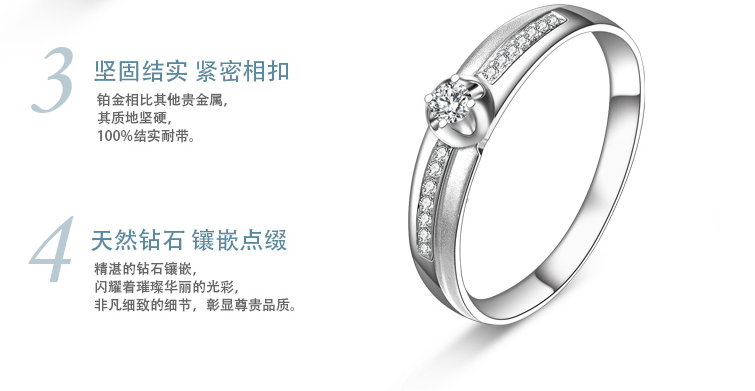 3
坚固结实 紧密相扣
铂金相比其他贵金属，
其质地坚硬，
100%结实耐带。
4
天然钻石 镶嵌点缀
精湛的钻石镶嵌，
闪耀着璀璨华丽的光彩，
非凡细致的细节，彰显尊贵品质。